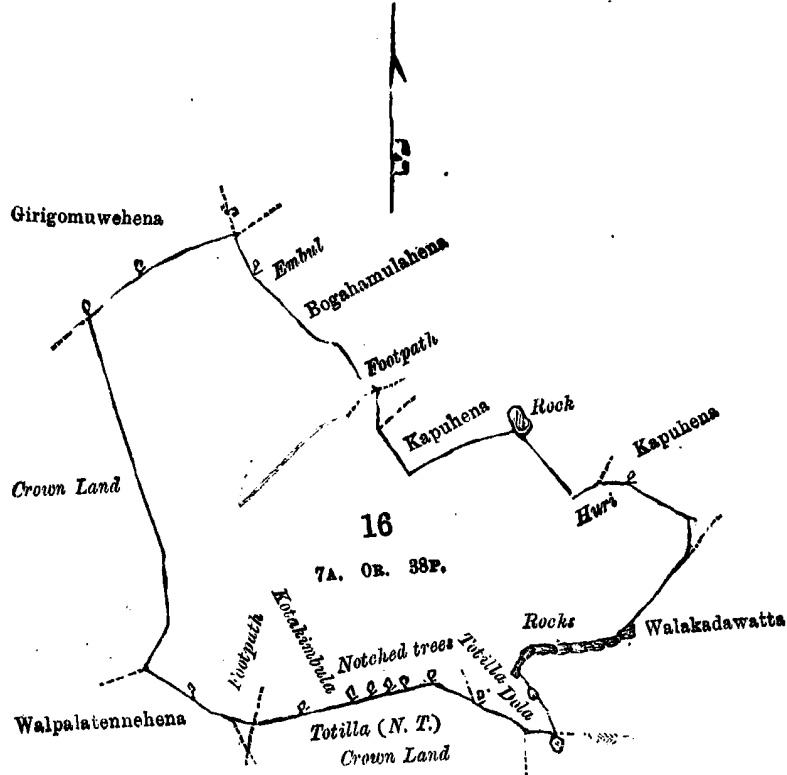 Girigomuwehena
Embul
Bogahamulahena
Footpath
Kapuhena
Rock
Kapuhena
Crown Land
Huri
16
7A. OR. 38P.
Footpath
Kotakimbula
Notched trees
Totilla Dola
Rocks
Walakadawatta
Walpalatennehena
Totilla (N. T.)
Crown Land